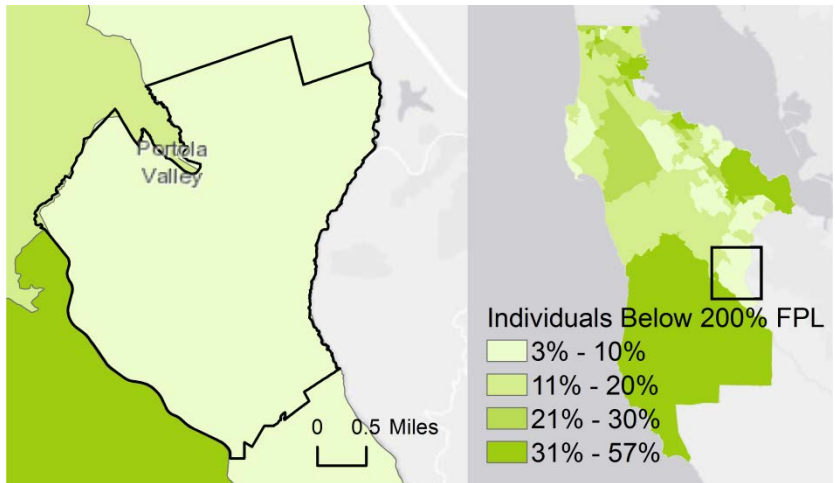 Portola
Valley
0 0.5 Miles
Individuals Below 200% FPL
3% - 10%
11% - 20%
21% - 30%
31% - 57%